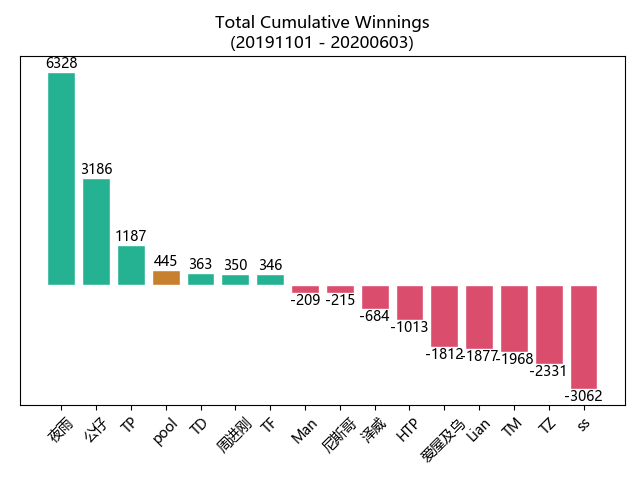 Total Cumulative Winnings
(20191101 - 20200603)
6328
3186
1187
445
363
350
346
-209
-215
-684
-1013
-1812
-1877
-1968
-2331
-3062
夜雨
公仔
TP
pool
TD
周进刚
TF
Man
尼斯哥
泽威
HTP
爱屋及乌
Lian
TM
TZ
ss